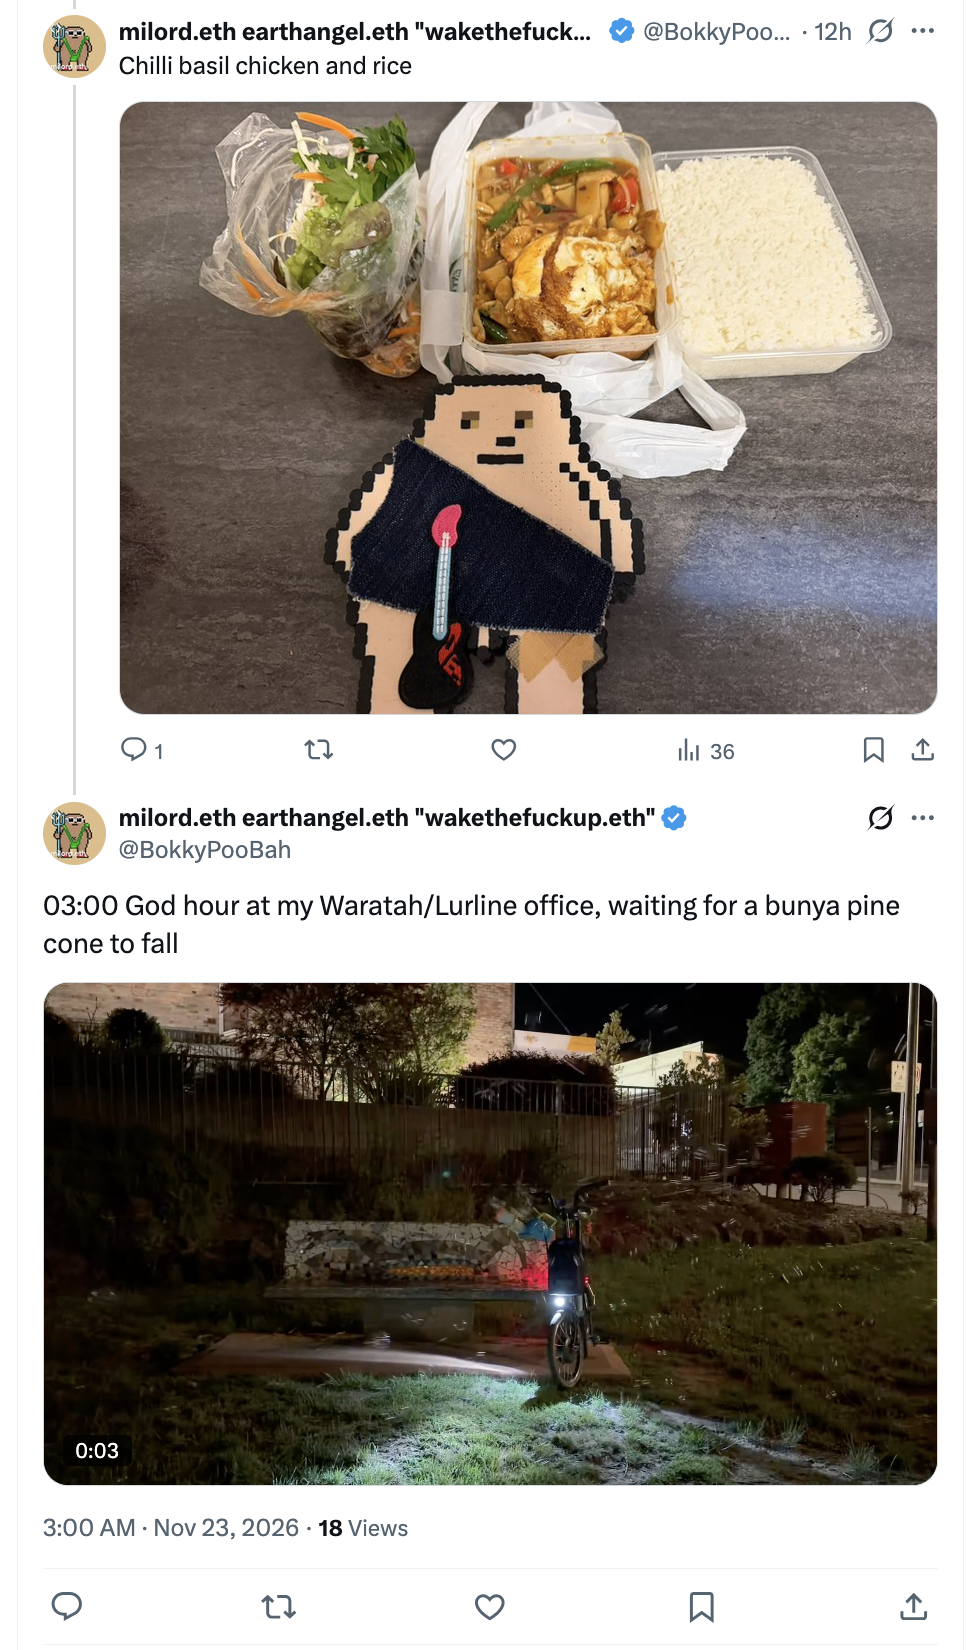 milord.eth earthangel.eth "wakethefuck... @BokkyPoo... · 12h
Chilli basil chicken and rice
1
36
milord.eth earthangel.eth "wakethefuckup.eth"
@BokkyPooBah
03:00 God hour at my Waratah/Lurline office, waiting for a bunya pine
cone to fall
0:03
3:00 AM · Nov 23, 2026 · 18 Views